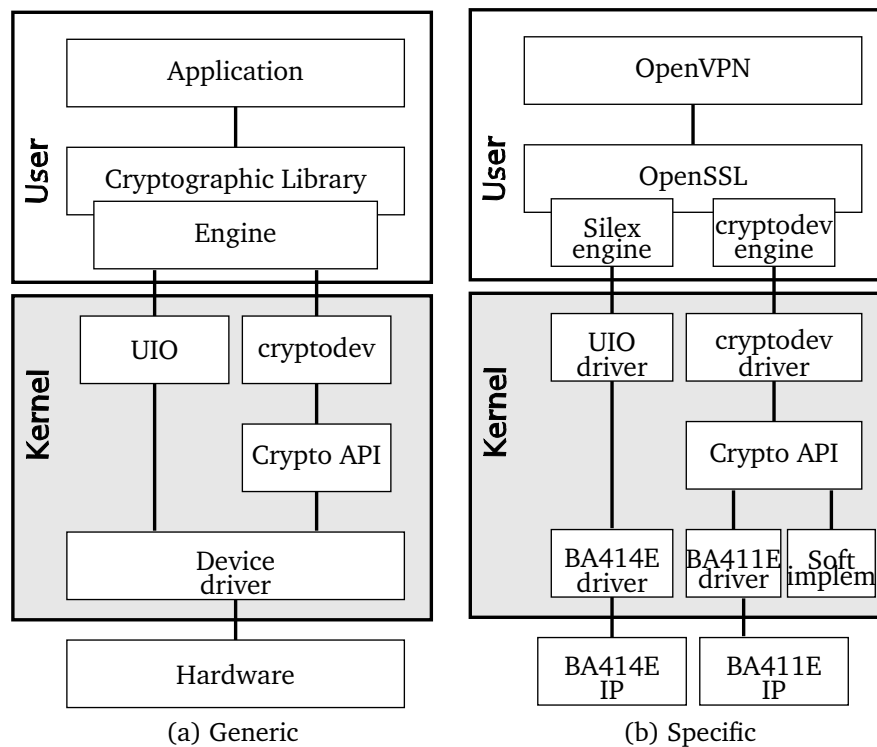 Application
Cryptographic Library
Engine
User
UIO
cryptodev
Crypto API
Device
driver
Kernel
Hardware
(a) Generic
OpenVPN
OpenSSL
Silex
engine
cryptodev
engine
User
UIO
driver
cryptodev
driver
Crypto API
BA414E
driver
BA411E
driver
Soft
implem
Kernel
BA414E
IP
BA411E
IP
(b) Specific